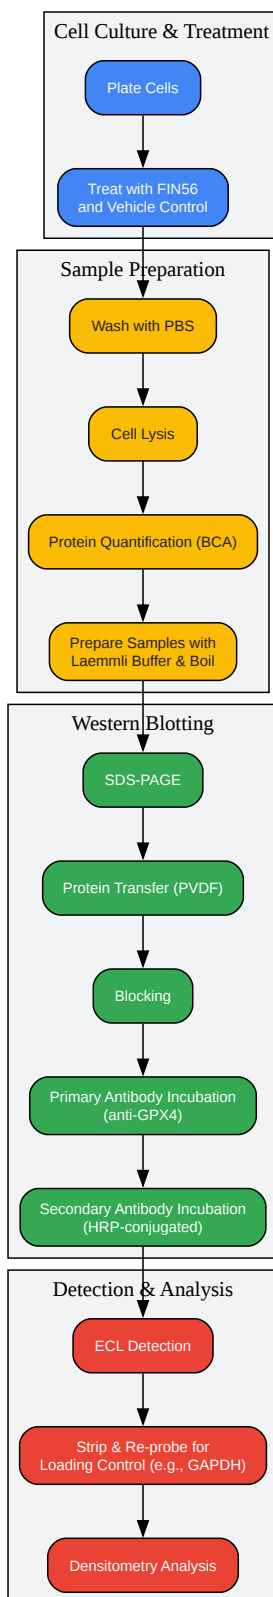 Cell Culture & Treatment
Plate Cells
Treat with FIN56
and Vehicle Control
Sample Preparation
Wash with PBS
Cell Lysis
Protein Quantification (BCA)
Prepare Samples with
Laemmli Buffer & Boil
Western Blotting
SDS-PAGE
Protein Transfer (PVDF)
Blocking
Primary Antibody Incubation
(anti-GPX4)
Secondary Antibody Incubation
(HRP-conjugated)
Detection & Analysis
ECL Detection
Strip & Re-probe for
Loading Control (e.g., GAPDH)
Densitometry Analysis